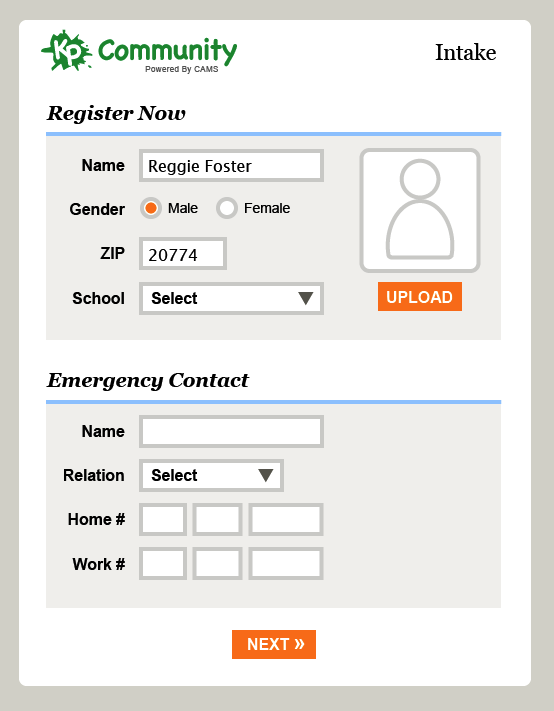 KP Community
Powered By CAMS
Intake
Register Now
Name Reggie Foster
Gender Male Female
ZIP 20774
School Select
UPLOAD
Emergency Contact
Name
Relation Select
Home #
Work #
NEXT »